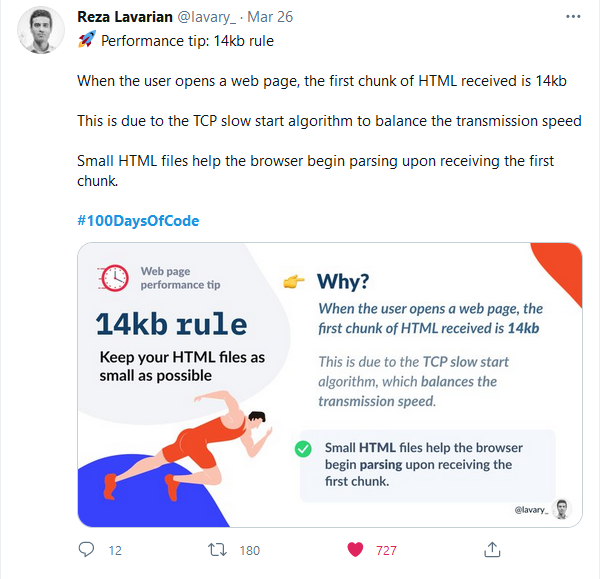 Reza Lavarian @lavary_ · Mar 26
🚀 Performance tip: 14kb rule
When the user opens a web page, the first chunk of HTML received is 14kb
This is due to the TCP slow start algorithm to balance the transmission speed
Small HTML files help the browser begin parsing upon receiving the first
chunk.
#100DaysOfCode
Web page
performance tip
14kb rule
Keep your HTML files as
small as possible
👉 Why?
When the user opens a web page, the
first chunk of HTML received is 14kb
This is due to the TCP slow start
algorithm, which balances the
transmission speed.
Small HTML files help the browser
begin parsing upon receiving the
first chunk.
@lavary_
12 180 727